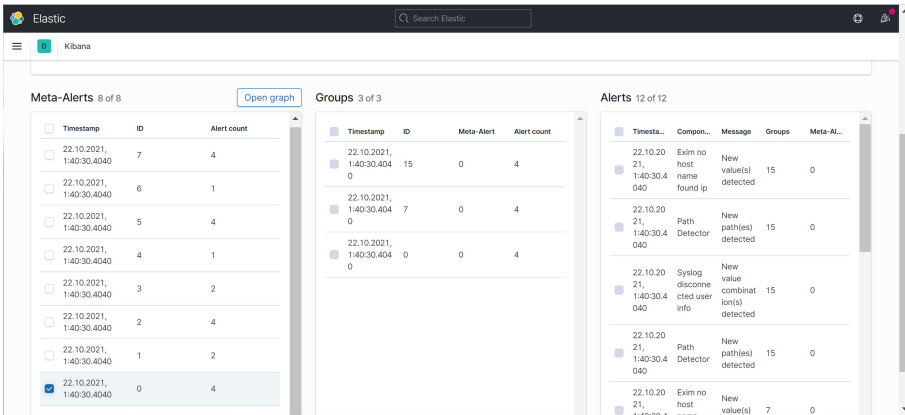 Elastic
Search Elastic
D
Kibana
Meta-Alerts 8 of 8
Open graph
Timestamp ID Alert count
22.10.2021,
1:40:30.4040
7 4
22.10.2021,
1:40:30.4040
6 1
22.10.2021,
1:40:30.4040
5 4
22.10.2021,
1:40:30.4040
4 1
22.10.2021,
1:40:30.4040
3 2
22.10.2021,
1:40:30.4040
2 4
22.10.2021,
1:40:30.4040
1 2
22.10.2021,
1:40:30.4040
0 4
Groups 3 of 3
Timestamp ID Meta-Alert Alert count
22.10.2021,
1:40:30.404 15 0 4
0
22.10.2021,
1:40:30.404 7 0 4
0
22.10.2021,
1:40:30.404 0 0 4
0
Alerts 12 of 12
Timesta... Compon... Message Groups Meta-Al...
22.10.20
21,
1:40:30.4
040
Exim no
host
name
found ip
New
value(s)
detected
15 0
22.10.20
21,
1:40:30.4
040
Path
Detector
New
path(es)
detected
15 0
22.10.20
21,
1:40:30.4
040
Syslog
disconne
cted user
info
New
value
combinat
ion(s)
detected
15 0
22.10.20
21,
1:40:30.4
040
Path
Detector
New
path(es)
detected
15 0
22.10.20
21,
Exim no
host
New
value(s)
7 0